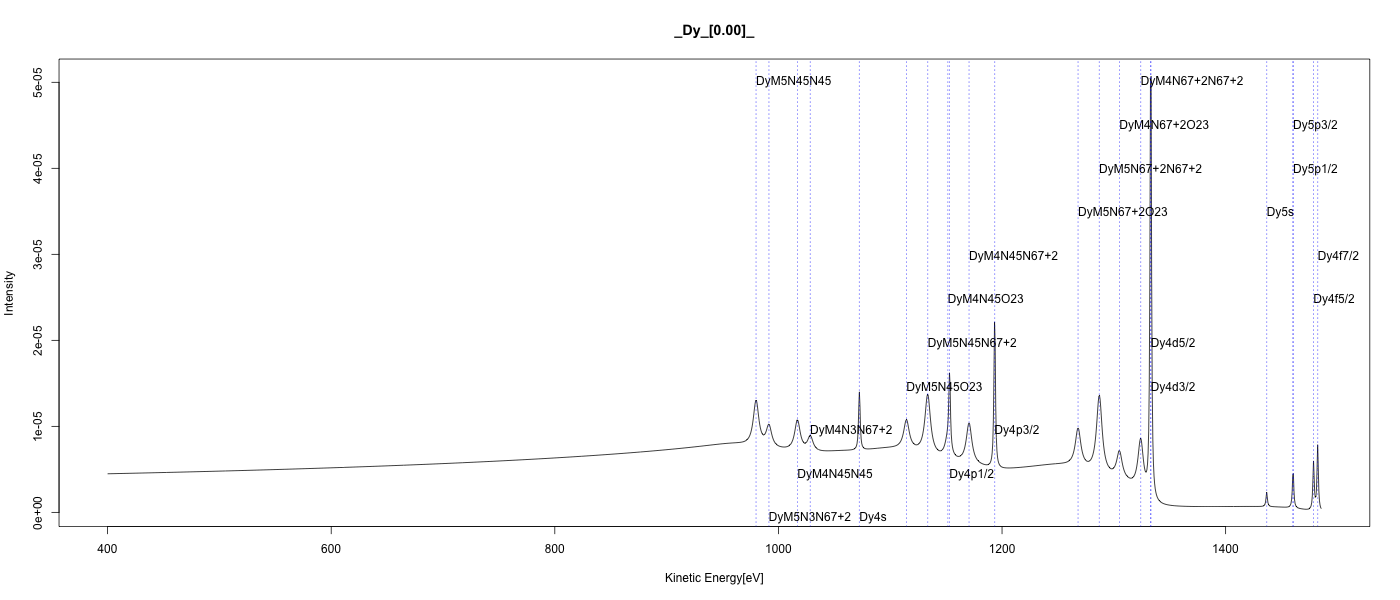 _Dy_[0.00]_
Intensity
5e-05
4e-05
3e-05
2e-05
1e-05
0e+00
DyM5N45N45
DyM4N67+2N67+2
DyM4N67+2O23
Dy5p3/2
DyM5N67+2N67+2
Dy5p1/2
DyM5N67+2O23
Dy5s
DyM4N45N67+2
Dy4f7/2
DyM4N45O23
Dy4f5/2
DyM5N45N67+2
Dy4d5/2
DyM5N45O23
Dy4d3/2
DyM4N3N67+2
Dy4p3/2
DyM4N45N45
Dy4p1/2
DyM5N3N67+2
Dy4s
400
600
800
1000
1200
1400
Kinetic Energy[eV]